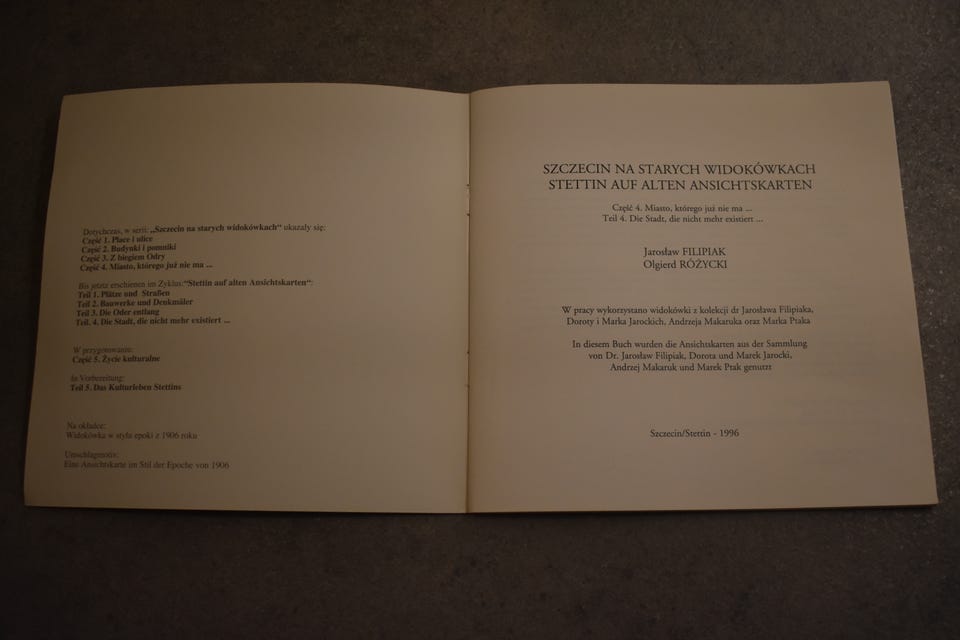 Dotychczas, w serii: „Szczecin na starych widokówkach" ukazały się:
Część 1. Place i ulice
Część 2. Budynki i pomniki
Część 3. Z biegiem Odry
Część 4. Miasto, którego już nie ma ...
Bis jetzt erschienen im Zyklus:"Stettin auf alten Ansichtskarten":
Teil 1. Plätze und Straßen
Teil 2. Bauwerke und Denkmäler
Teil 3. Die Oder entlang
Teil. 4. Die Stadt, die nicht mehr existiert ...
W przygotowaniu:
Część 5. Życie kulturalne
In Vorbereitung:
Teil 5. Das Kulturleben Stettins
Na okładce:
Widokówka w stylu epoki z 1906 roku
Umschlagmotiv:
Eine Ansichtskarte im Stil der Epoche von 1906
SZCZECIN NA STARYCH WIDOKÓWKACH
STETTIN AUF ALTEN ANSICHTSKARTEN
Część 4. Miasto, którego już nie ma ...
Teil 4. Die Stadt, die nicht mehr existiert ...
Jarosław FILIPIAK
Olgierd RÓŻYCKI
W pracy wykorzystano widokówki z kolekcji dr Jarosława Filipiaka,
Doroty i Marka Jarockich, Andrzeja Makaruka oraz Marka Ptaka
In diesem Buch wurden die Ansichtskarten aus der Sammlung
von Dr. Jarosław Filipiak, Dorota und Marek Jarocki,
Andrzej Makaruk und Marek Ptak genutzt
Szczecin/Stettin - 1996